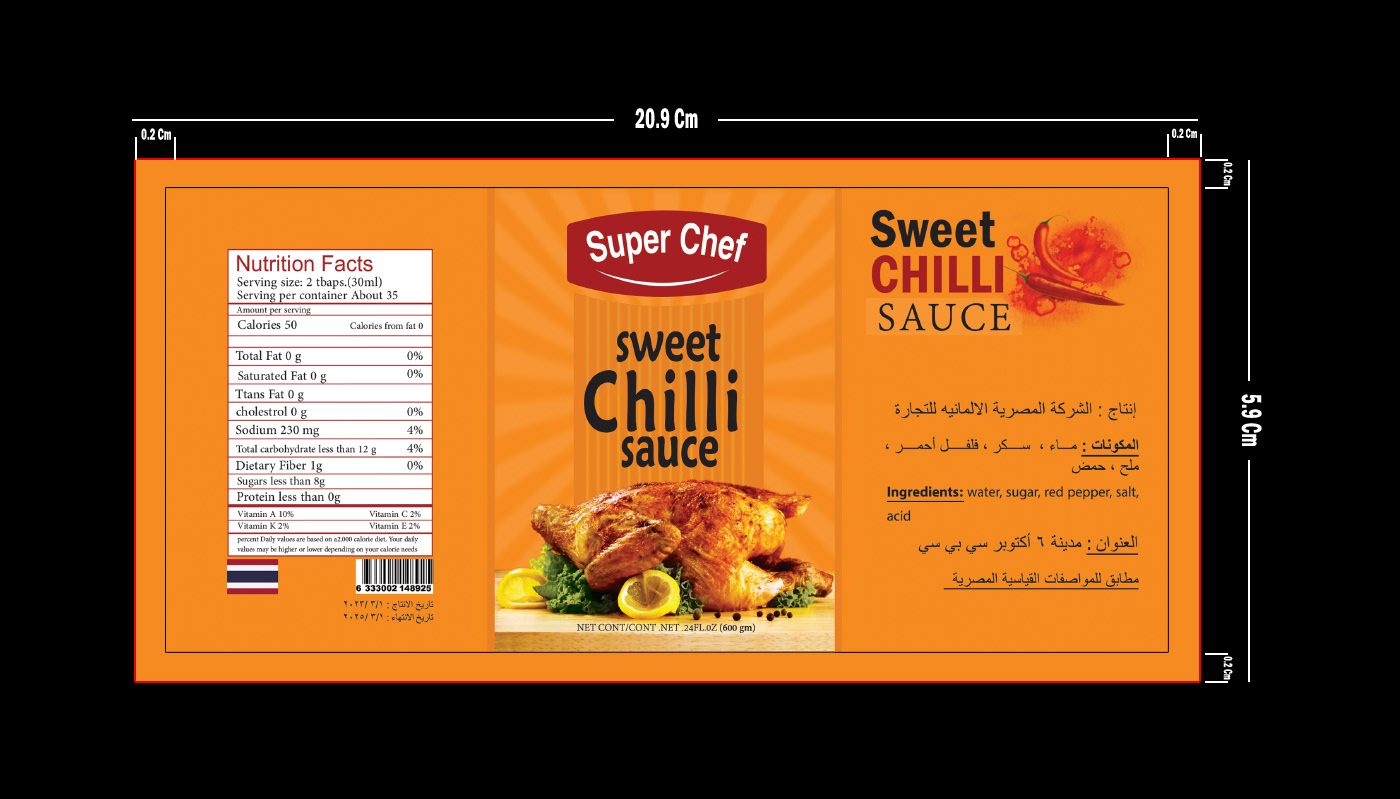 20.9 Cm
0.2 Cm
0.2 Cm
0.2 Cm
5.9 Cm
0.2 Cm
Nutrition Facts
Serving size: 2 tbaps.(30ml)
Serving per container About 35
Amount per serving
Calories 50 Calories from fat 0
Total Fat 0 g 0%
Saturated Fat 0 g 0%
Ttans Fat 0 g
cholestrol 0 g 0%
Sodium 230 mg 4%
Total carbohydrate less than 12 g 4%
Dietary Fiber 1g 0%
Sugars less than 8g
Protein less than 0g
Vitamin A 10% Vitamin C 2%
Vitamin K 2% Vitamin E 2%
percent Daily values are based on a2.000 calorie diet. Your daily
values may be higher or lower depending on your calorie needs
6 333002 148925
تاريخ الانتاج : ٢٠٢٣/٣/١
تاريخ الانتهاء : ٢٠٢٥/٣/١
Super Chef
sweet
Chilli
sauce
NET CONT/CONT .NET .24FL.0Z (600 gm)
Sweet
CHILLI
SAUCE
إنتاج : الشركة المصرية الالمانيه للتجارة
المكونات : مـــاء ، ســـكر ، فلفـــل أحمـــر ،
ملح ، حمض
Ingredients: water, sugar, red pepper, salt,
acid
العنوان : مدينة ٦ أكتوبر سي بي سي
مطابق للمواصفات القياسية المصرية